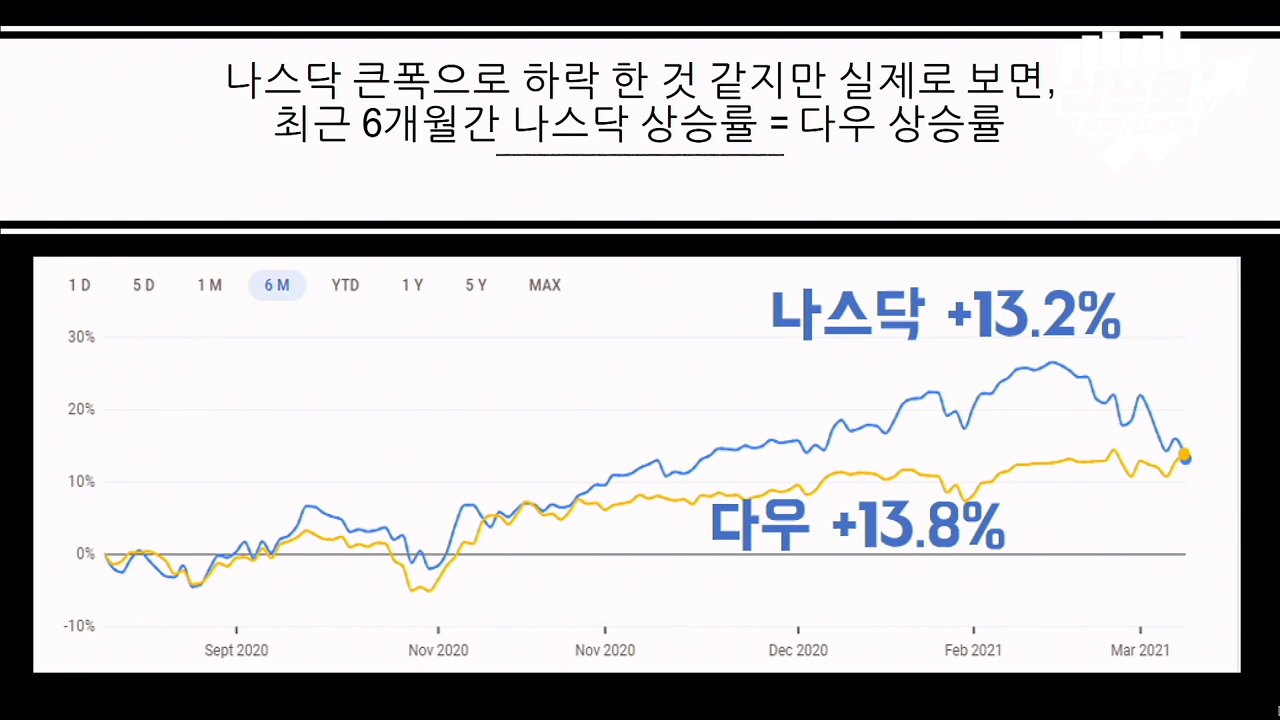 나스닥 큰폭으로 하락 한 것 같지만 실제로 보면,
최근 6개월간 나스닥 상승률 = 다우 상승률
1 D 5 D 1 M 6 M YTD 1 Y 5 Y MAX
나스닥 +13.2%
30%
20%
10%
다우 +13.8%
0%
-10%
Sept 2020 Nov 2020 Nov 2020 Dec 2020 Feb 2021 Mar 2021